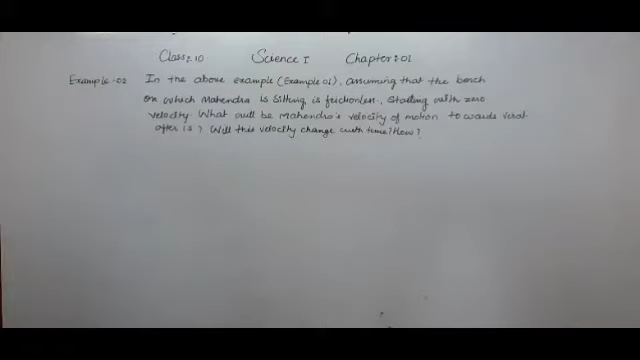 Class: 10 Science I Chapter: 01
Example :- 02 In the above example (Example 01), assuming that the bench
on which Mahendra is Sitting is frictionless, starting with zero
velocity. What will be Mahendra's velocity of motion towards virat
after 1s? Will this velocity change with time? How?